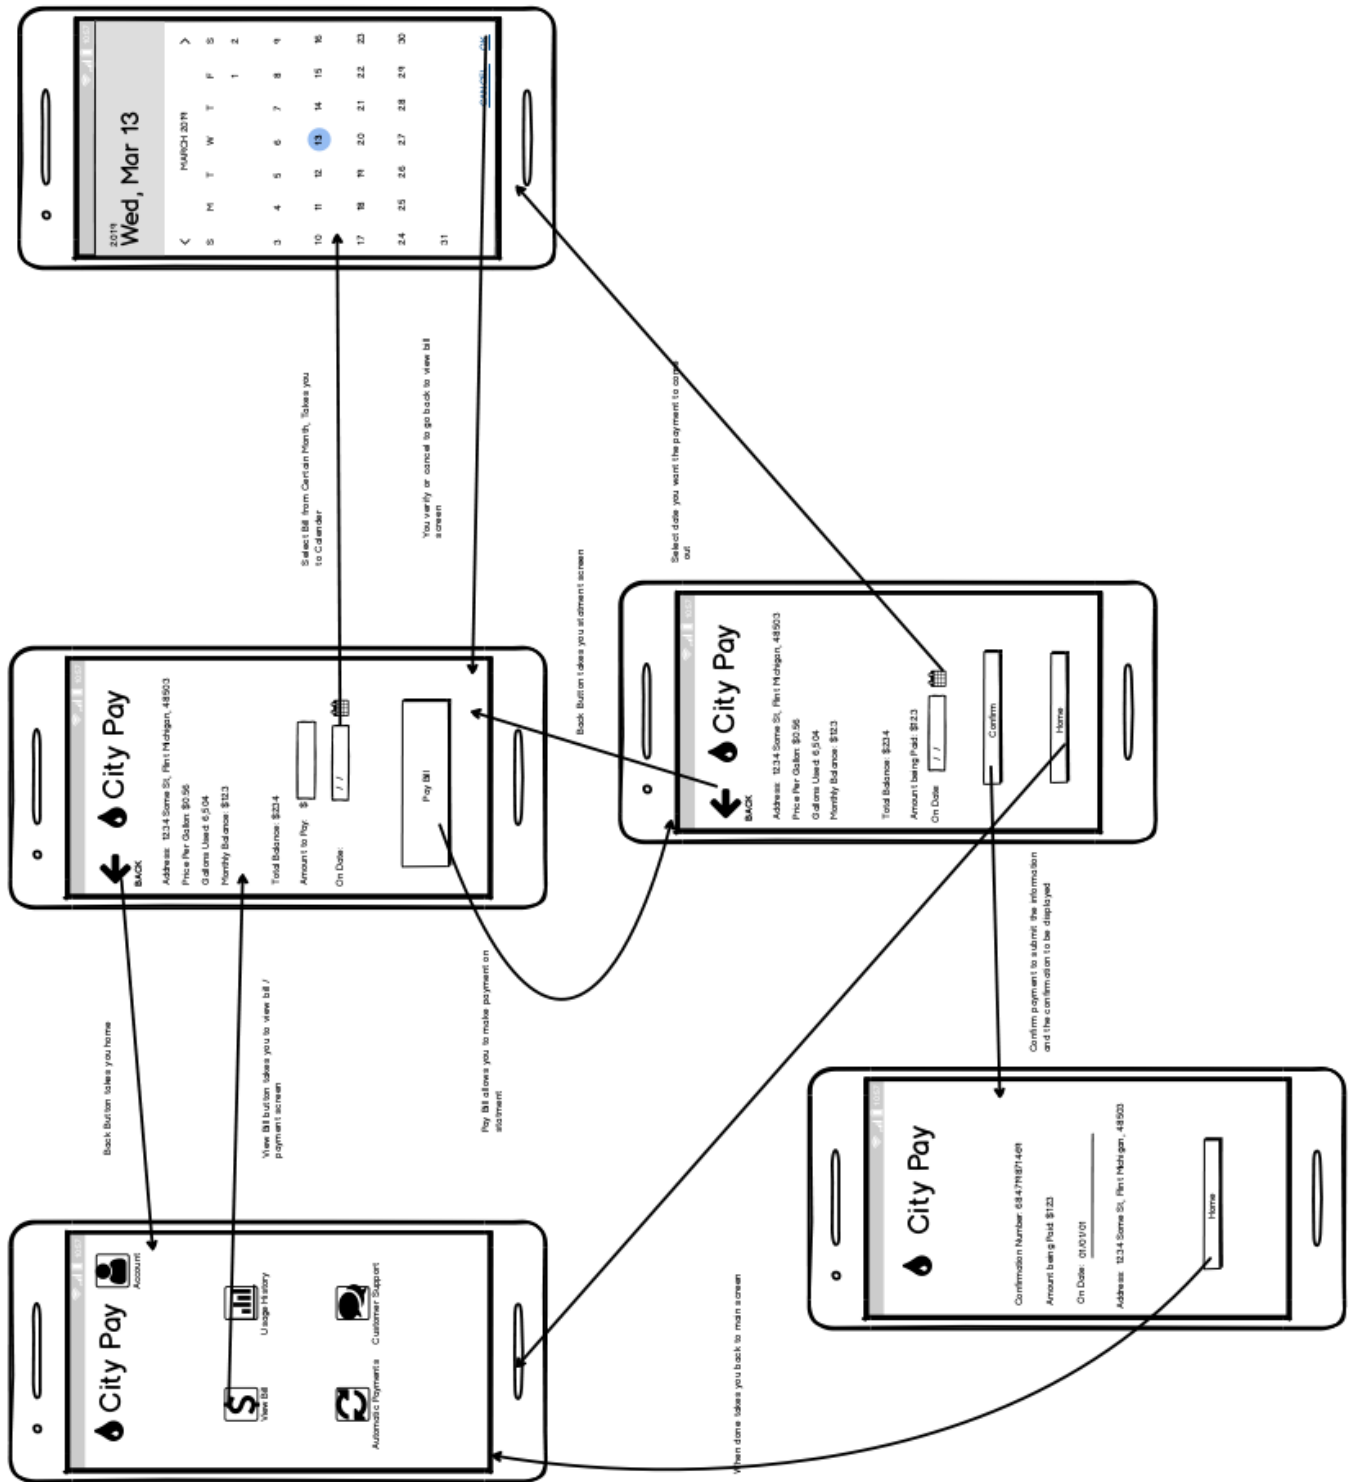 City Pay
Account
View Bill
Usage History
Automatic Payments
Customer Support
Back Button takes you home
View Bill button takes you to view bill /
payment screen
Pay Bill allows you to make payment on
statment
BACK
City Pay
Address: 1234 Some St, Flint Michigan, 48503
Price Per Gallon: $0.56
Gallons Used: 6,504
Monthly Balance: $123
Total Balance: $234
Amount to Pay: $
On Date: / /
Pay Bill
Select Bill from Certain Month, Takes you
to Calender
You verify or cancel to go back to view bill
screen
2019
Wed, Mar 13
< MARCH 2019 >
S M T W T F S
1 2
3 4 5 6 7 8 9
10 11 12 13 14 15 16
17 18 19 20 21 22 23
24 25 26 27 28 29 30
31
CANCEL OK
Back Button takes you statment screen
Select date you want the payment to come
out
BACK
City Pay
Address: 1234 Some St, Flint Michigan, 48503
Price Per Gallon: $0.56
Gallons Used: 6,504
Monthly Balance: $123
Total Balance: $234
Amount being Paid: $123
On Date: / /
Confirm
Home
When done takes you back to main screen
Confirm payment to submit the information
and the confirmation to be displayed
City Pay
Confirmation Number: 684719871469
Amount being Paid: $123
On Date: 01/01/01
Address: 1234 Some St, Flint Michigan, 48503
Home